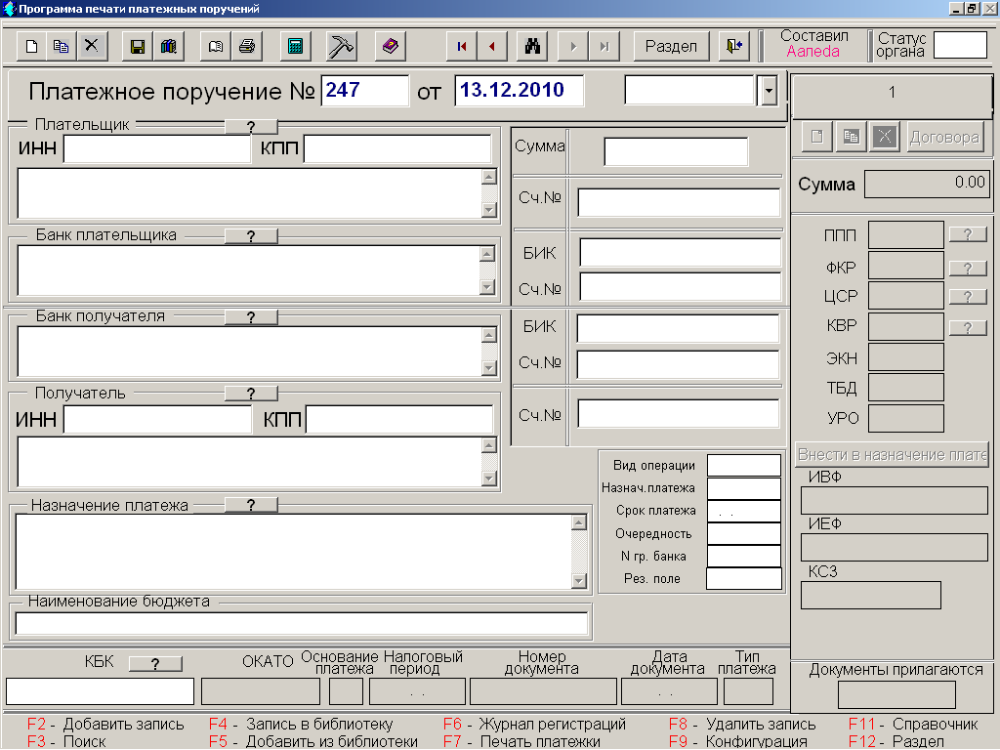 Программа печати платежных поручений
Раздел
Составил
Aaleda
Статус
органа
Платежное поручение № 247 от 13.12.2010
1
Плательщик ?
ИНН КПП
Сумма
Договора
Сч.№
Сумма 0.00
Банк плательщика ?
БИК
Сч.№
ППП ?
ФКР ?
ЦСР ?
КВР ?
ЭКН
ТБД
УРО
Банк получателя ?
БИК
Сч.№
Получатель ?
ИНН КПП
Сч.№
Внести в назначение плате
ИВФ
ИЕФ
КСЗ
Вид операции
Назнач.платежа
Срок платежа . .
Очередность
N гр. банка
Рез. поле
Назначение платежа ?
Наименование бюджета
КБК ?
ОКАТО
Основание
платежа
Налоговый
период
. .
Номер
документа
Дата
документа
. .
Тип
платежа
Документы прилагаются
F2 - Добавить запись F4 - Запись в библиотеку F6 - Журнал регистраций F8 - Удалить запись F11 - Справочник
F3 - Поиск F5 - Добавить из библиотеки F7 - Печать платежки F9 - Конфигурация F12 - Раздел